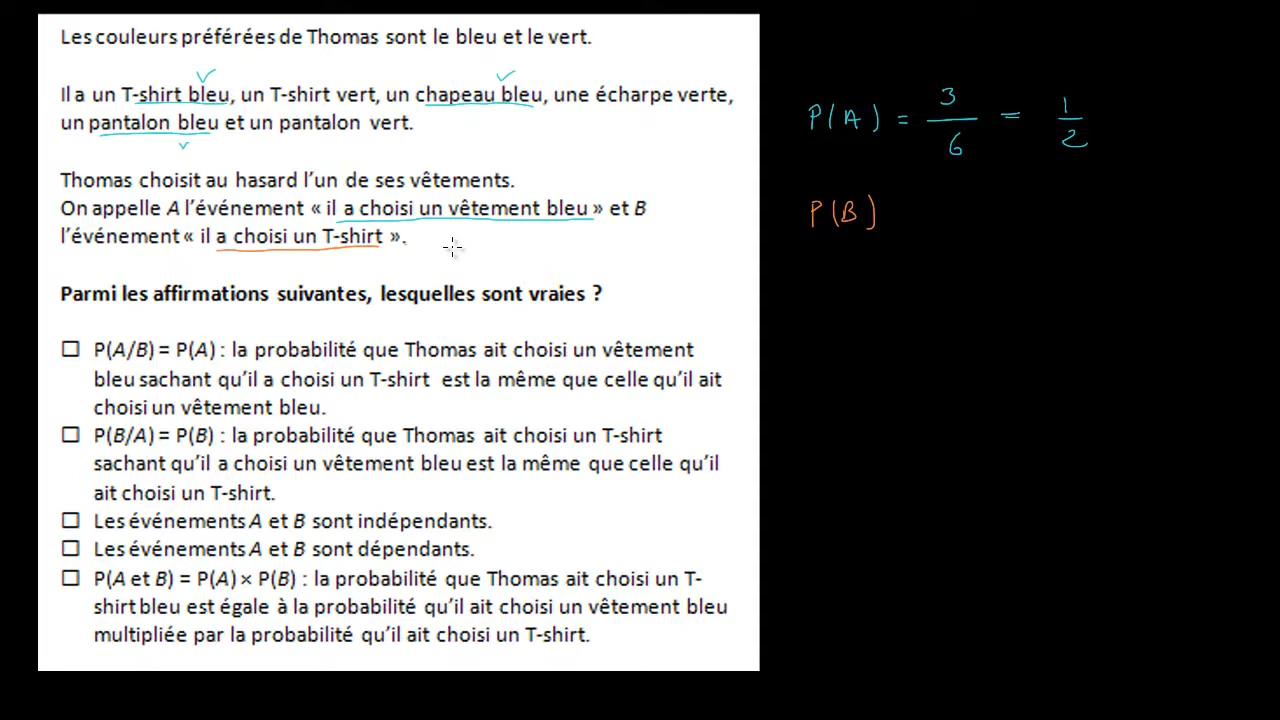 Les couleurs préférées de Thomas sont le bleu et le vert.
Il a un T-shirt bleu, un T-shirt vert, un chapeau bleu, une écharpe verte,
un pantalon bleu et un pantalon vert.
Thomas choisit au hasard l'un de ses vêtements.
On appelle A l'événement « il a choisi un vêtement bleu » et B
l'événement « il a choisi un T-shirt ».
Parmi les affirmations suivantes, lesquelles sont vraies ?
P(A/B) = P(A) : la probabilité que Thomas ait choisi un vêtement
bleu sachant qu'il a choisi un T-shirt est la même que celle qu'il ait
choisi un vêtement bleu.
P(B/A) = P(B) : la probabilité que Thomas ait choisi un T-shirt
sachant qu'il a choisi un vêtement bleu est la même que celle qu'il
ait choisi un T-shirt.
Les événements A et B sont indépendants.
Les événements A et B sont dépendants.
P(A et B) = P(A) × P(B) : la probabilité que Thomas ait choisi un T-
shirt bleu est égale à la probabilité qu'il ait choisi un vêtement bleu
multipliée par la probabilité qu'il ait choisi un T-shirt.
P(A) = 3/6 = 1/2
P(B)